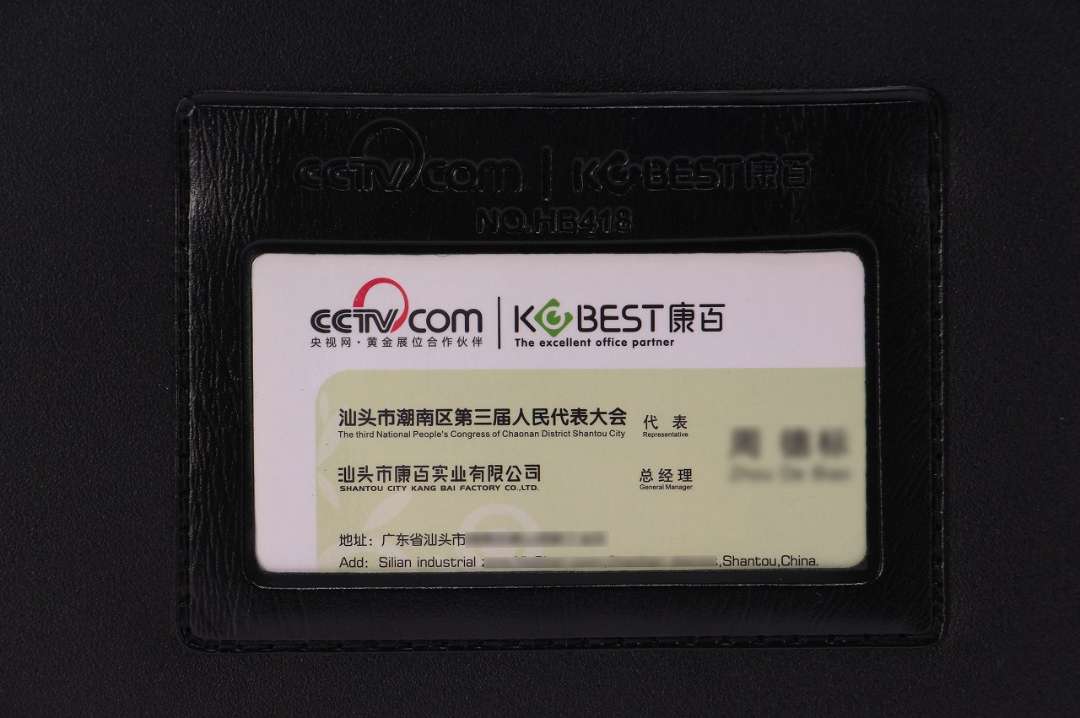 CCTV.com | KOBEST康百
NO.HB418
CCTV.com | KOBEST康百
央视网·黄金展位合作伙伴 The excellent office partner
汕头市潮南区第三届人民代表大会 代 表
The third National People's Congress of Chaonan District Shantou City Representative
汕头市康百实业有限公司 总经理
SHANTOU CITY KANG BAI FACTORY CO.,LTD. General Manager
地址：广东省汕头市
Add: Silian industrial ,Shantou,China.